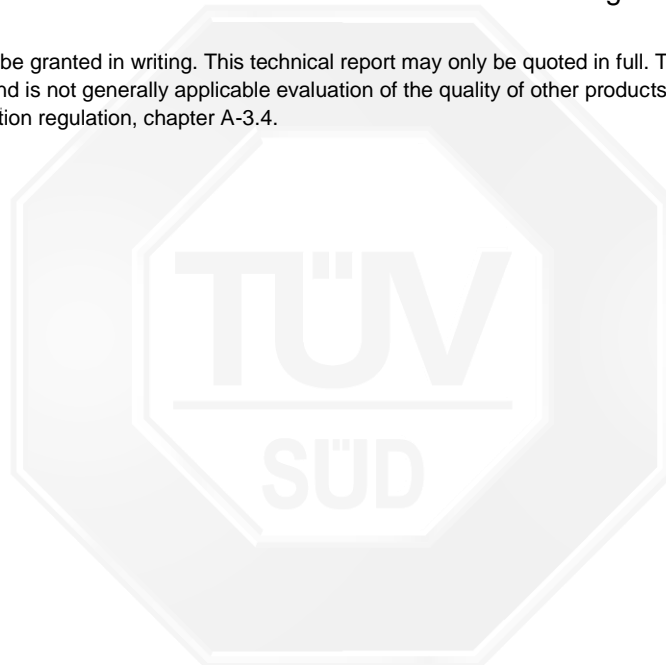 be granted in writing. This technical report may only be quoted in full. T
nd is not generally applicable evaluation of the quality of other products
tion regulation, chapter A-3.4.
TÜV
SÜD